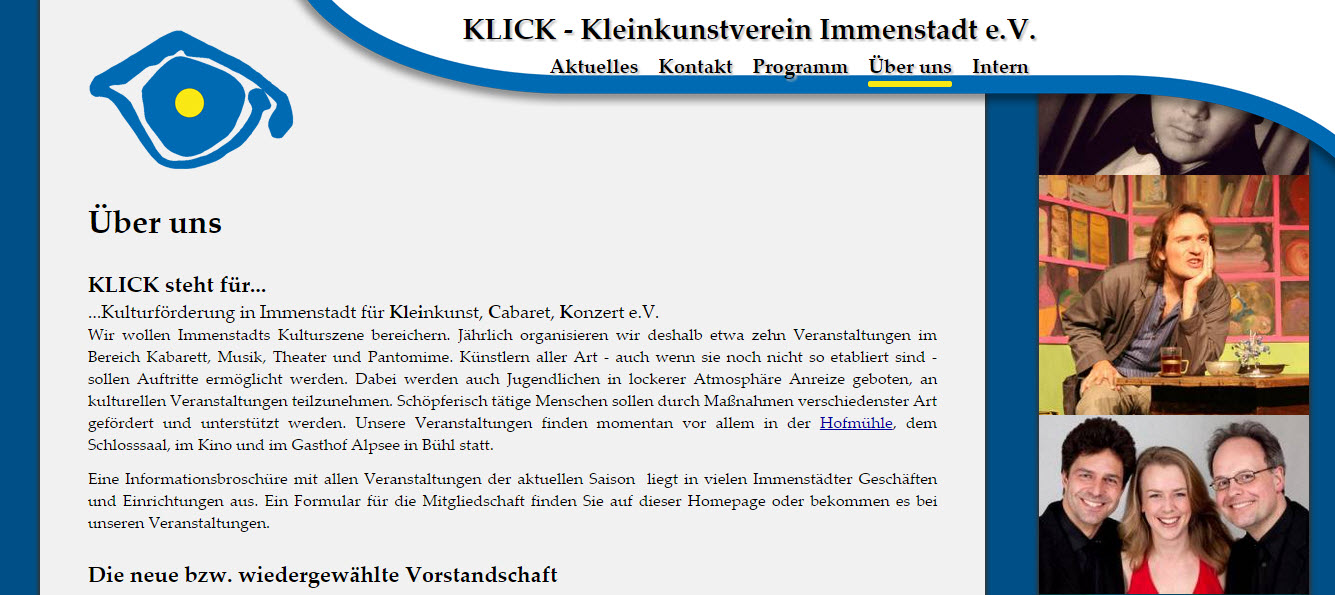 KLICK - Kleinkunstverein Immenstadt e.V.
Aktuelles Kontakt Programm Über uns Intern
Über uns
KLICK steht für...
...Kulturförderung in Immenstadt für Kleinkunst, Cabaret, Konzert e.V.
Wir wollen Immenstadts Kulturszene bereichern. Jährlich organisieren wir deshalb etwa zehn Veranstaltungen im
Bereich Kabarett, Musik, Theater und Pantomime. Künstlern aller Art - auch wenn sie noch nicht so etabliert sind -
sollen Auftritte ermöglicht werden. Dabei werden auch Jugendlichen in lockerer Atmosphäre Anreize geboten, an
kulturellen Veranstaltungen teilzunehmen. Schöpferisch tätige Menschen sollen durch Maßnahmen verschiedenster Art
gefördert und unterstützt werden. Unsere Veranstaltungen finden momentan vor allem in der Hofmühle, dem
Schlosssaal, im Kino und im Gasthof Alpsee in Bühl statt.
Eine Informationsbroschüre mit allen Veranstaltungen der aktuellen Saison liegt in vielen Immenstädter Geschäften
und Einrichtungen aus. Ein Formular für die Mitgliedschaft finden Sie auf dieser Homepage oder bekommen es bei
unseren Veranstaltungen.
Die neue bzw. wiedergewählte Vorstandschaft